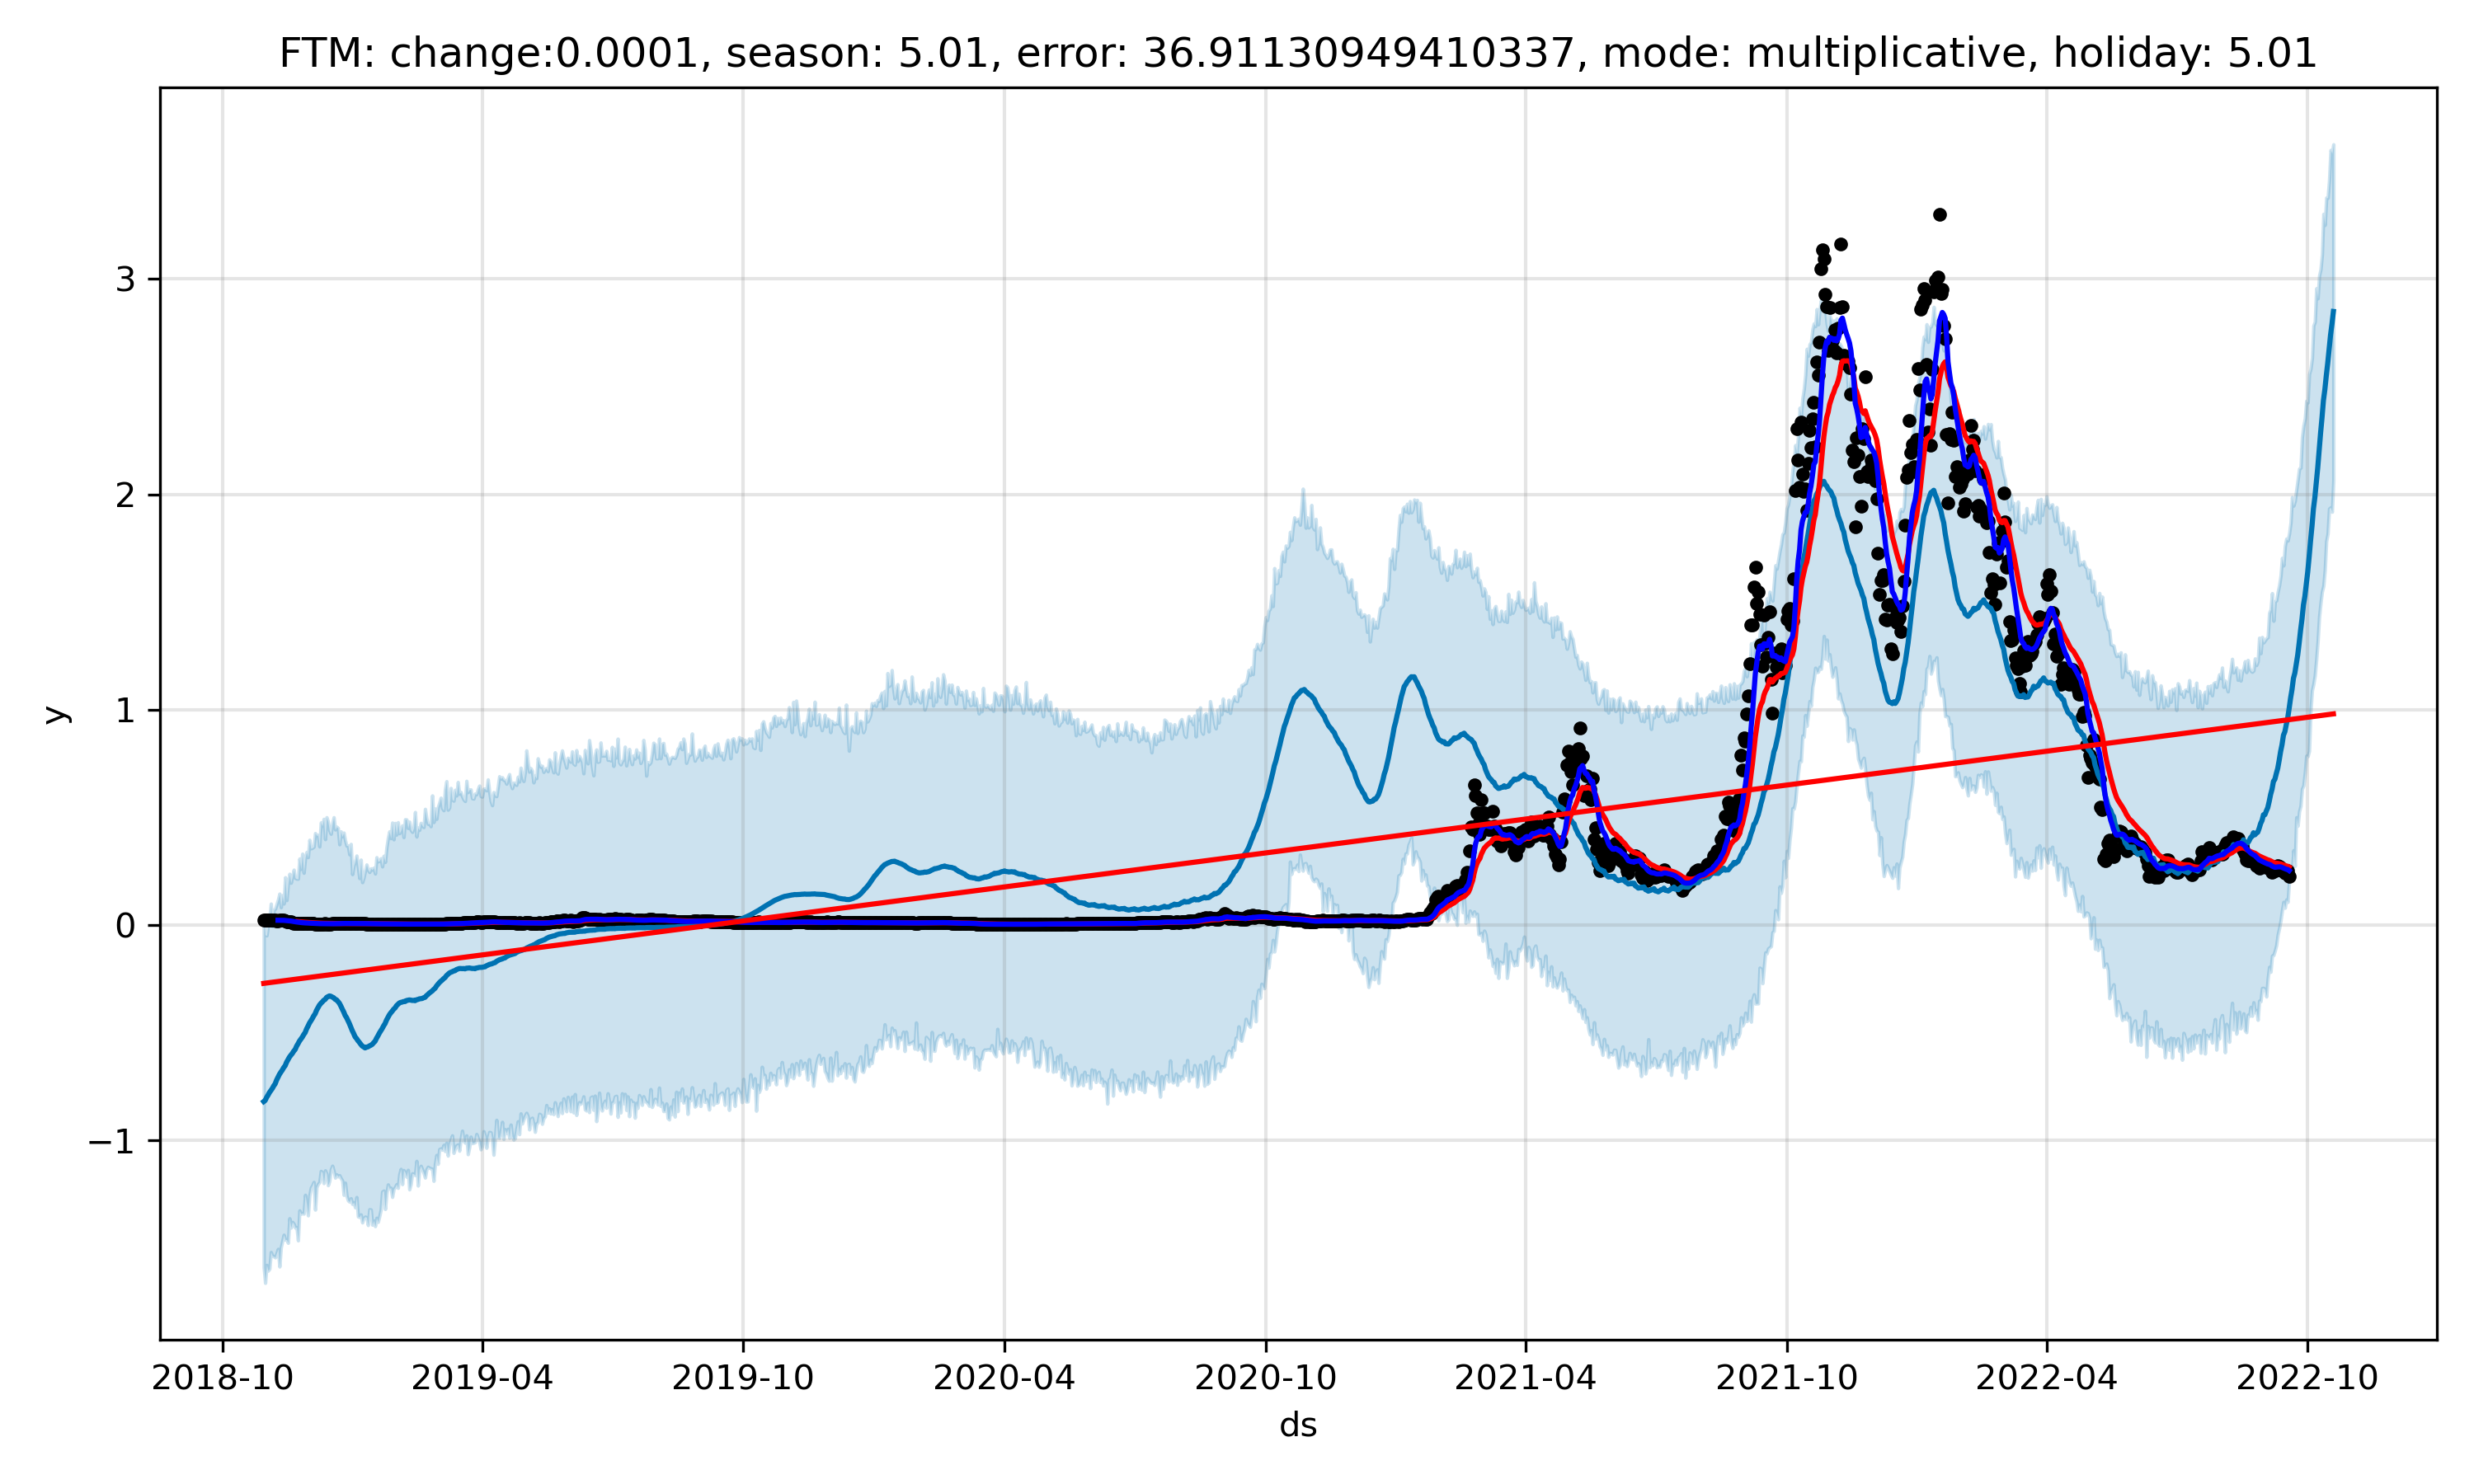 FTM: change:0.0001, season: 5.01, error: 36.91130949410337, mode: multiplicative, holiday: 5.01
3
2
1
0
−1
y
2018-10 2019-04 2019-10 2020-04 2020-10 2021-04 2021-10 2022-04 2022-10
ds